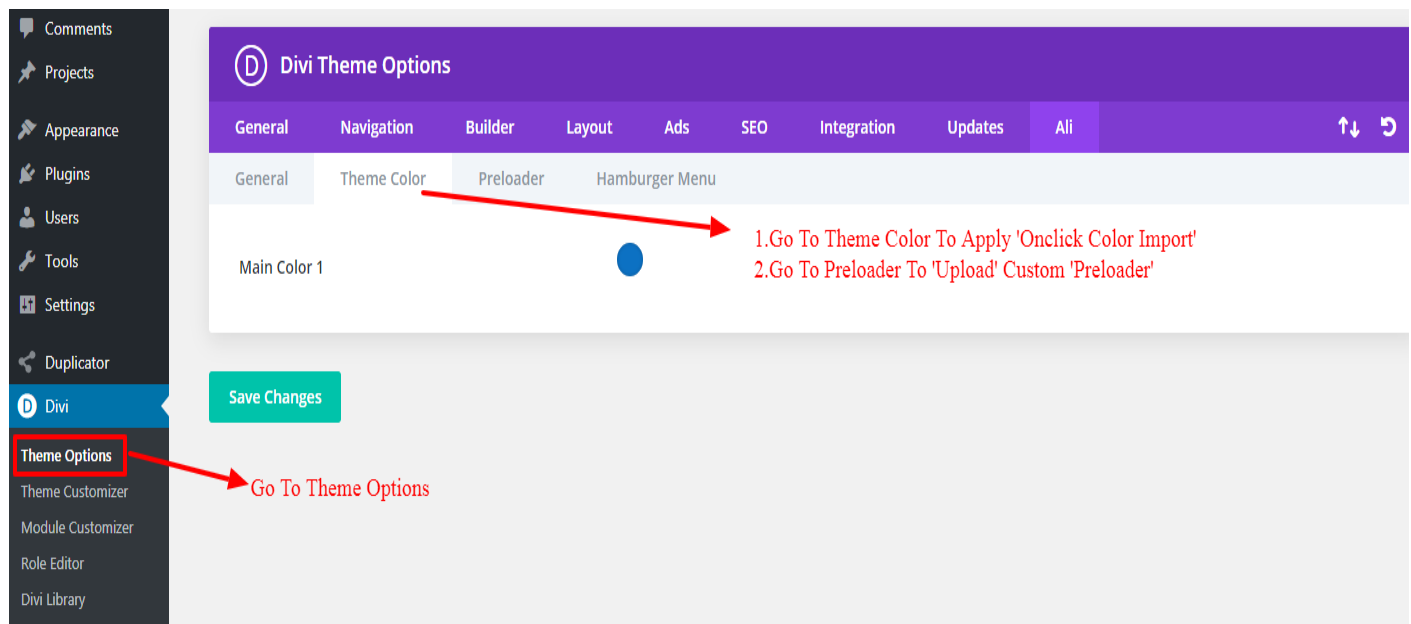 Comments
Projects
Appearance
Plugins
Users
Tools
Settings
Duplicator
D Divi
Theme Options
Theme Customizer
Module Customizer
Role Editor
Divi Library
D Divi Theme Options
General Navigation Builder Layout Ads SEO Integration Updates Ali
General Theme Color Preloader Hamburger Menu
Main Color 1
1.Go To Theme Color To Apply 'Onclick Color Import'
2.Go To Preloader To 'Upload' Custom 'Preloader'
Save Changes
Go To Theme Options